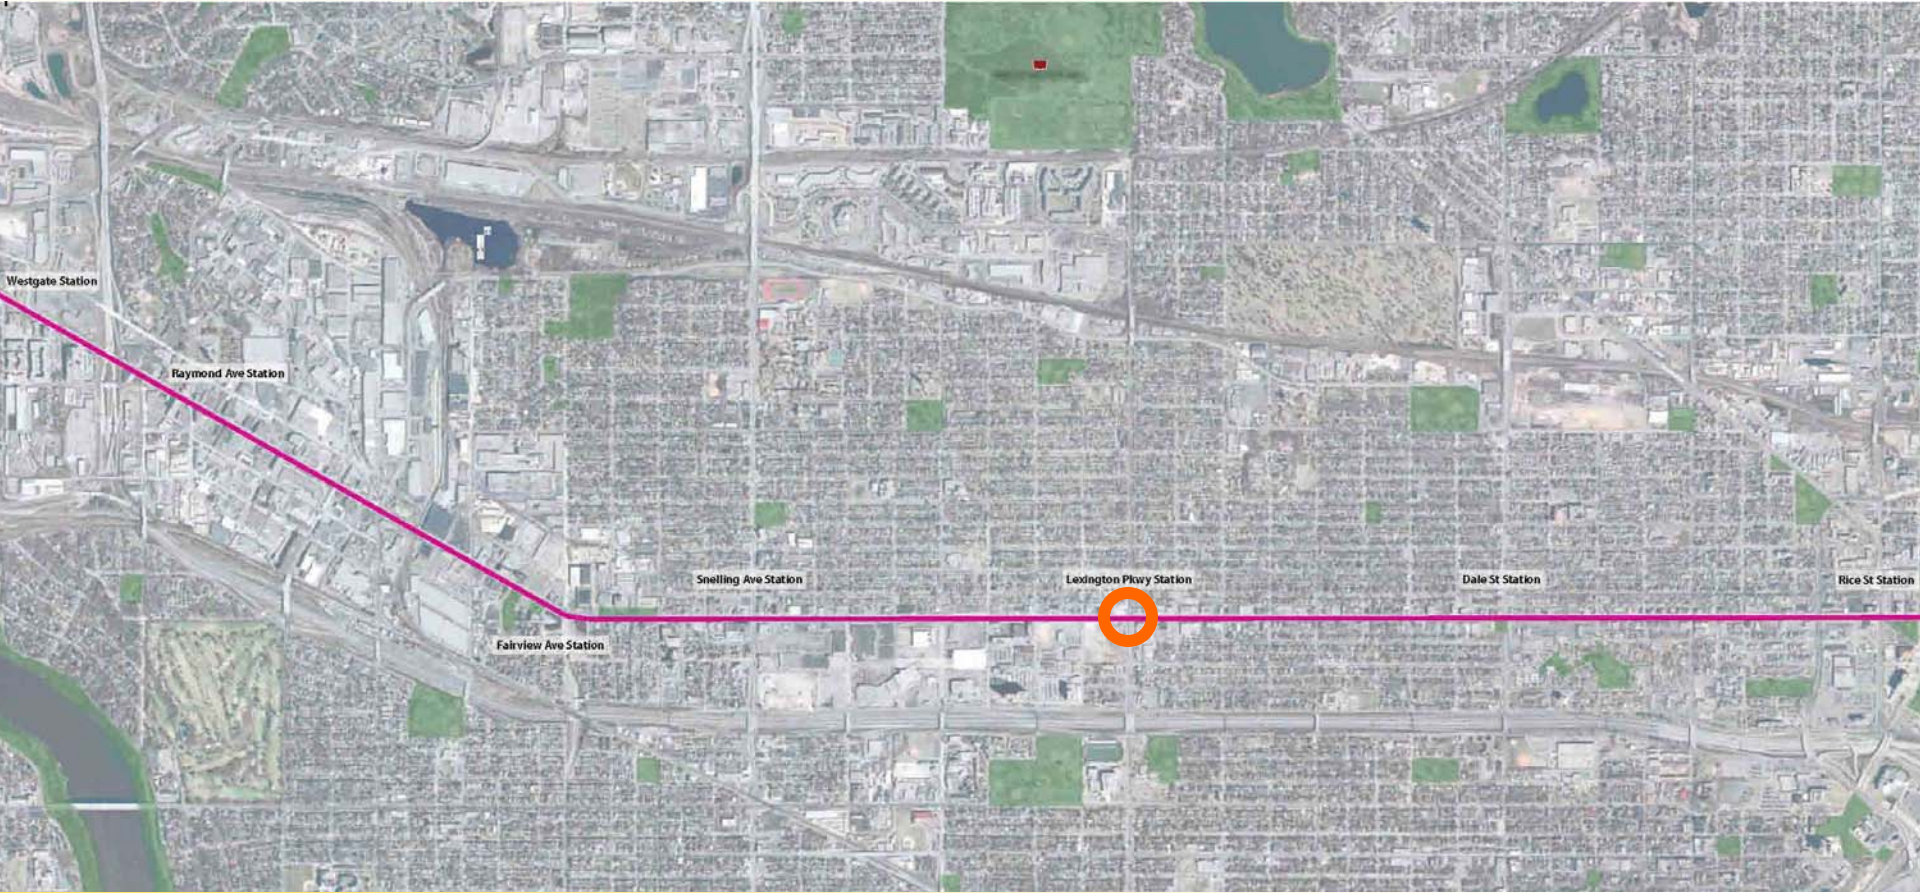 Westgate Station
Raymond Ave Station
Snelling Ave Station
Lexington Pkwy Station
Dale St Station
Rice St Station
Fairview Ave Station